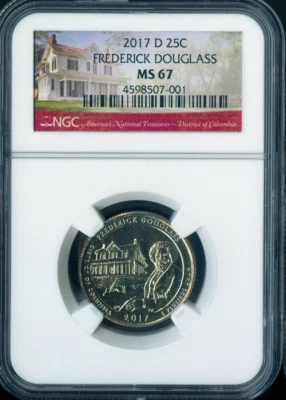 2017 D 25C
FREDERICK DOUGLASS
MS 67
4598507-001
NGC America's National Treasures – District of Columbia
FREDERICK DOUGLASS
2017